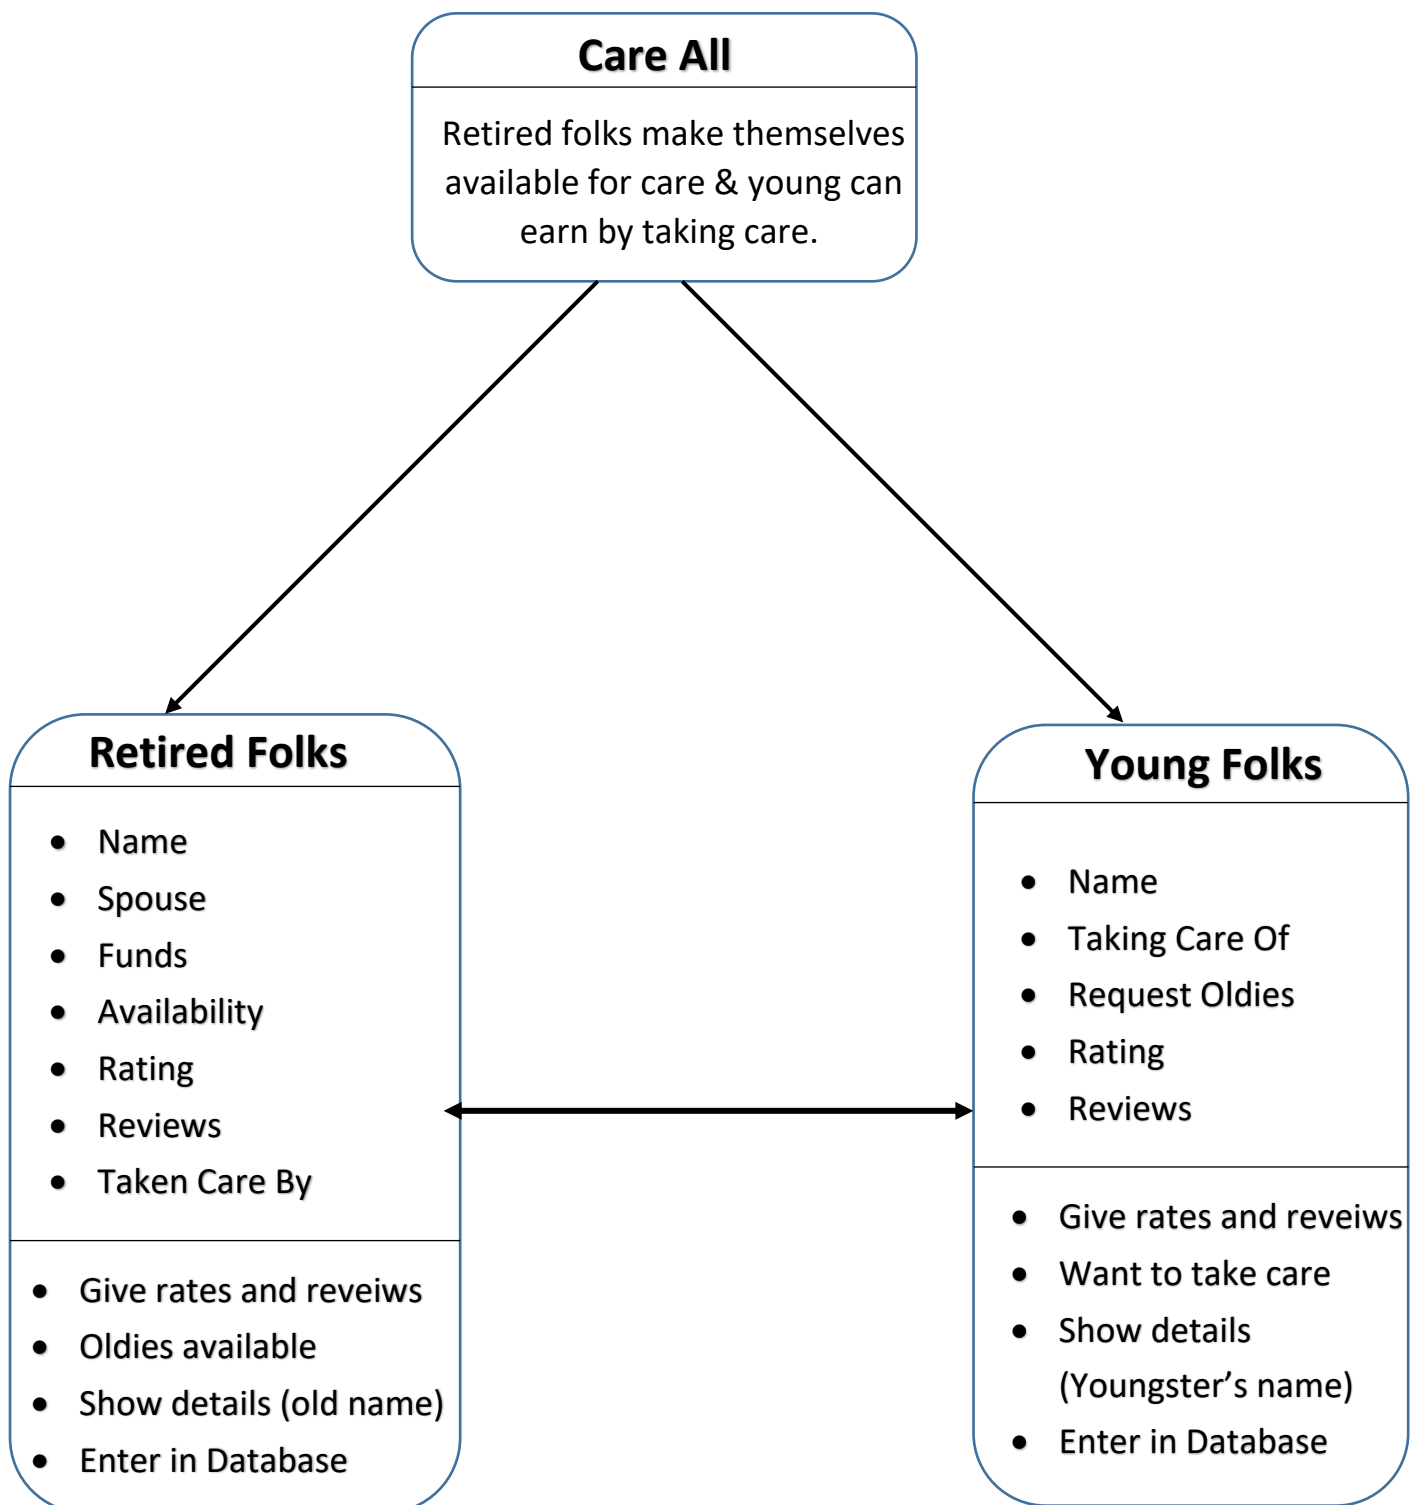 Care All
Retired folks make themselves
available for care & young can
earn by taking care.
Retired Folks
• Name
• Spouse
• Funds
• Availability
• Rating
• Reviews
• Taken Care By
• Give rates and reveiws
• Oldies available
• Show details (old name)
• Enter in Database
Young Folks
• Name
• Taking Care Of
• Request Oldies
• Rating
• Reviews
• Give rates and reveiws
• Want to take care
• Show details
(Youngster’s name)
• Enter in Database